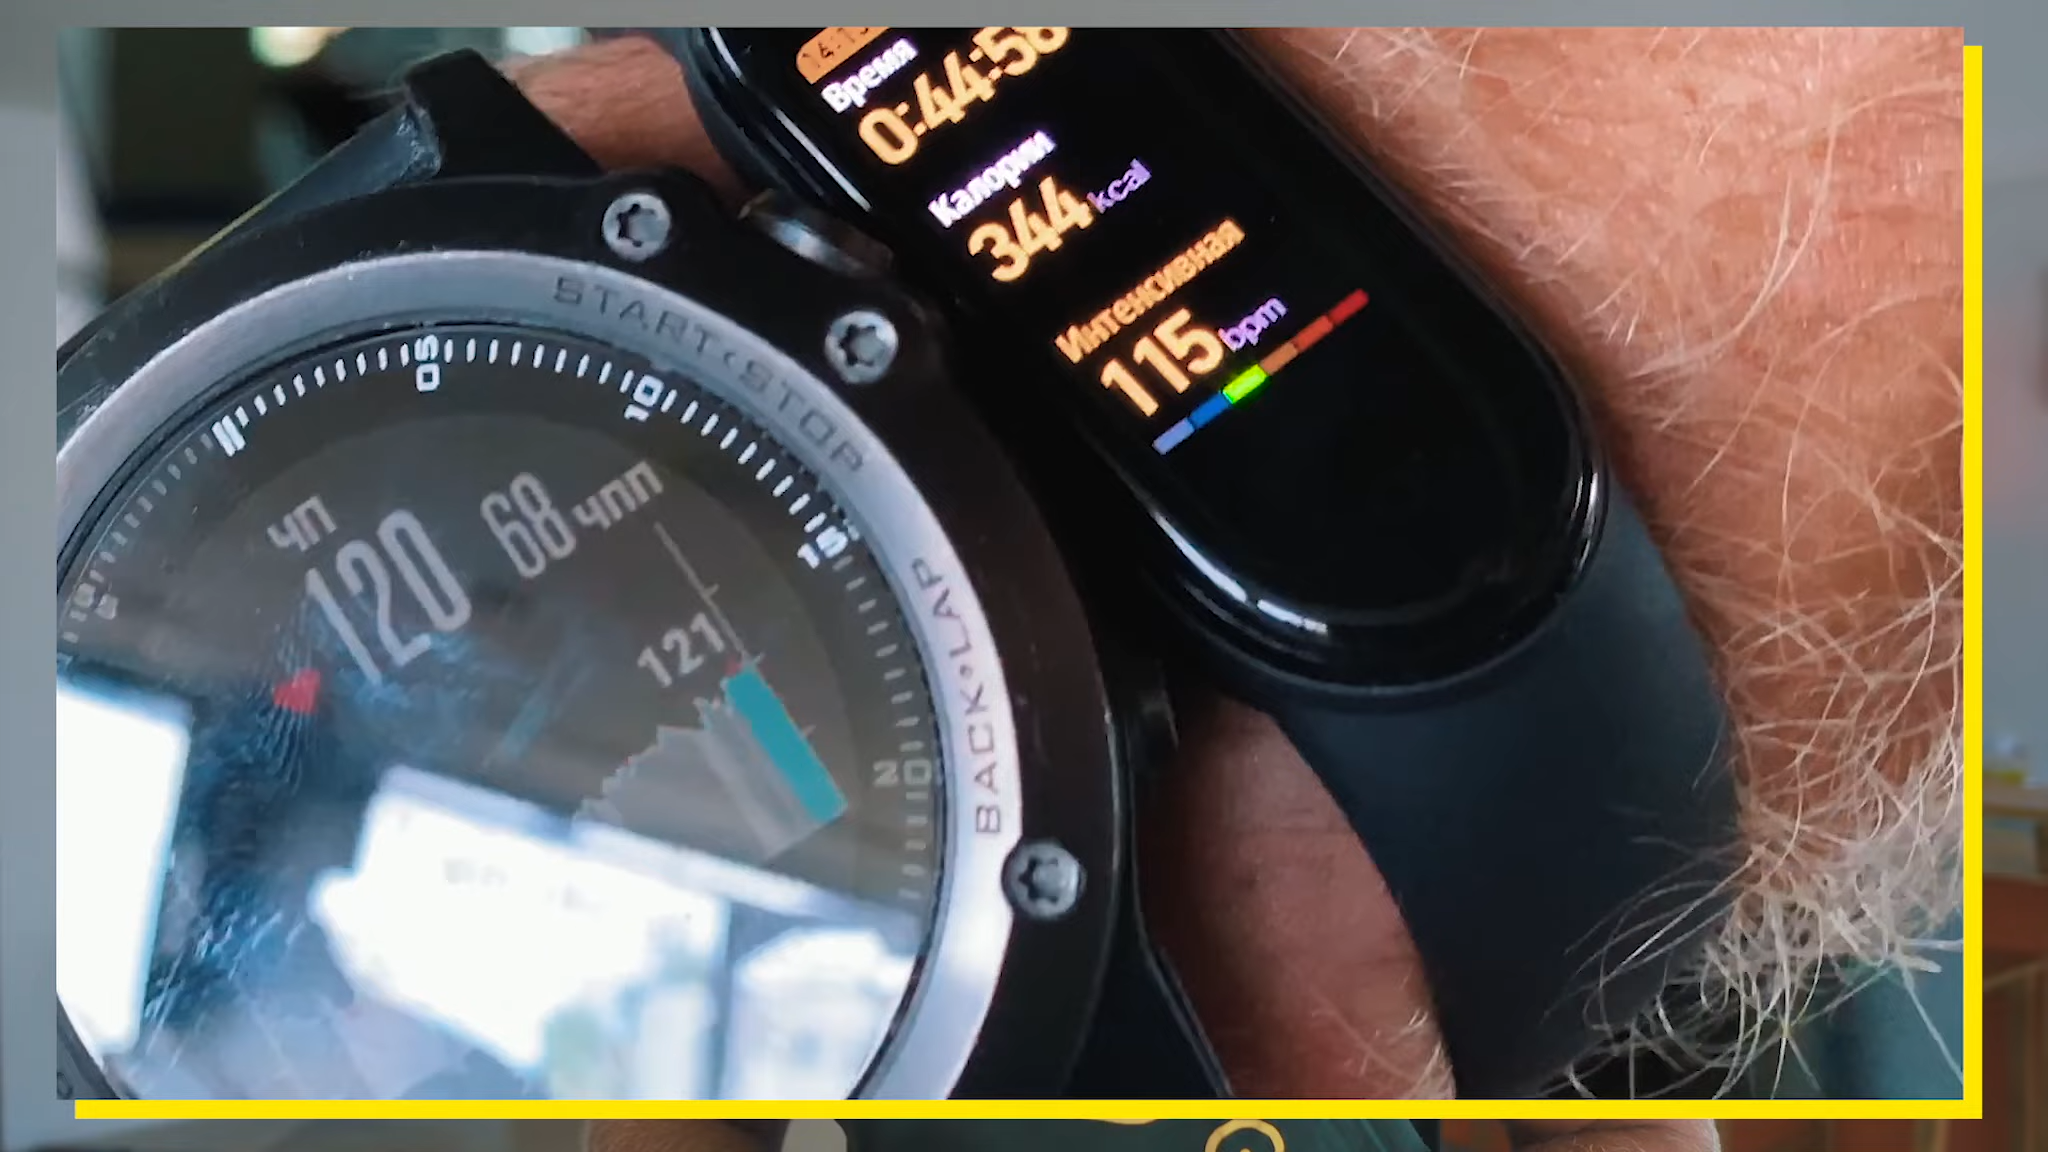 Время
0:44:58
Калории
344 kcal
Интенсивная
115 bpm
START•STOP
BACK•LAP
05
10
15
20
ЧП
120
68 ЧПП
121